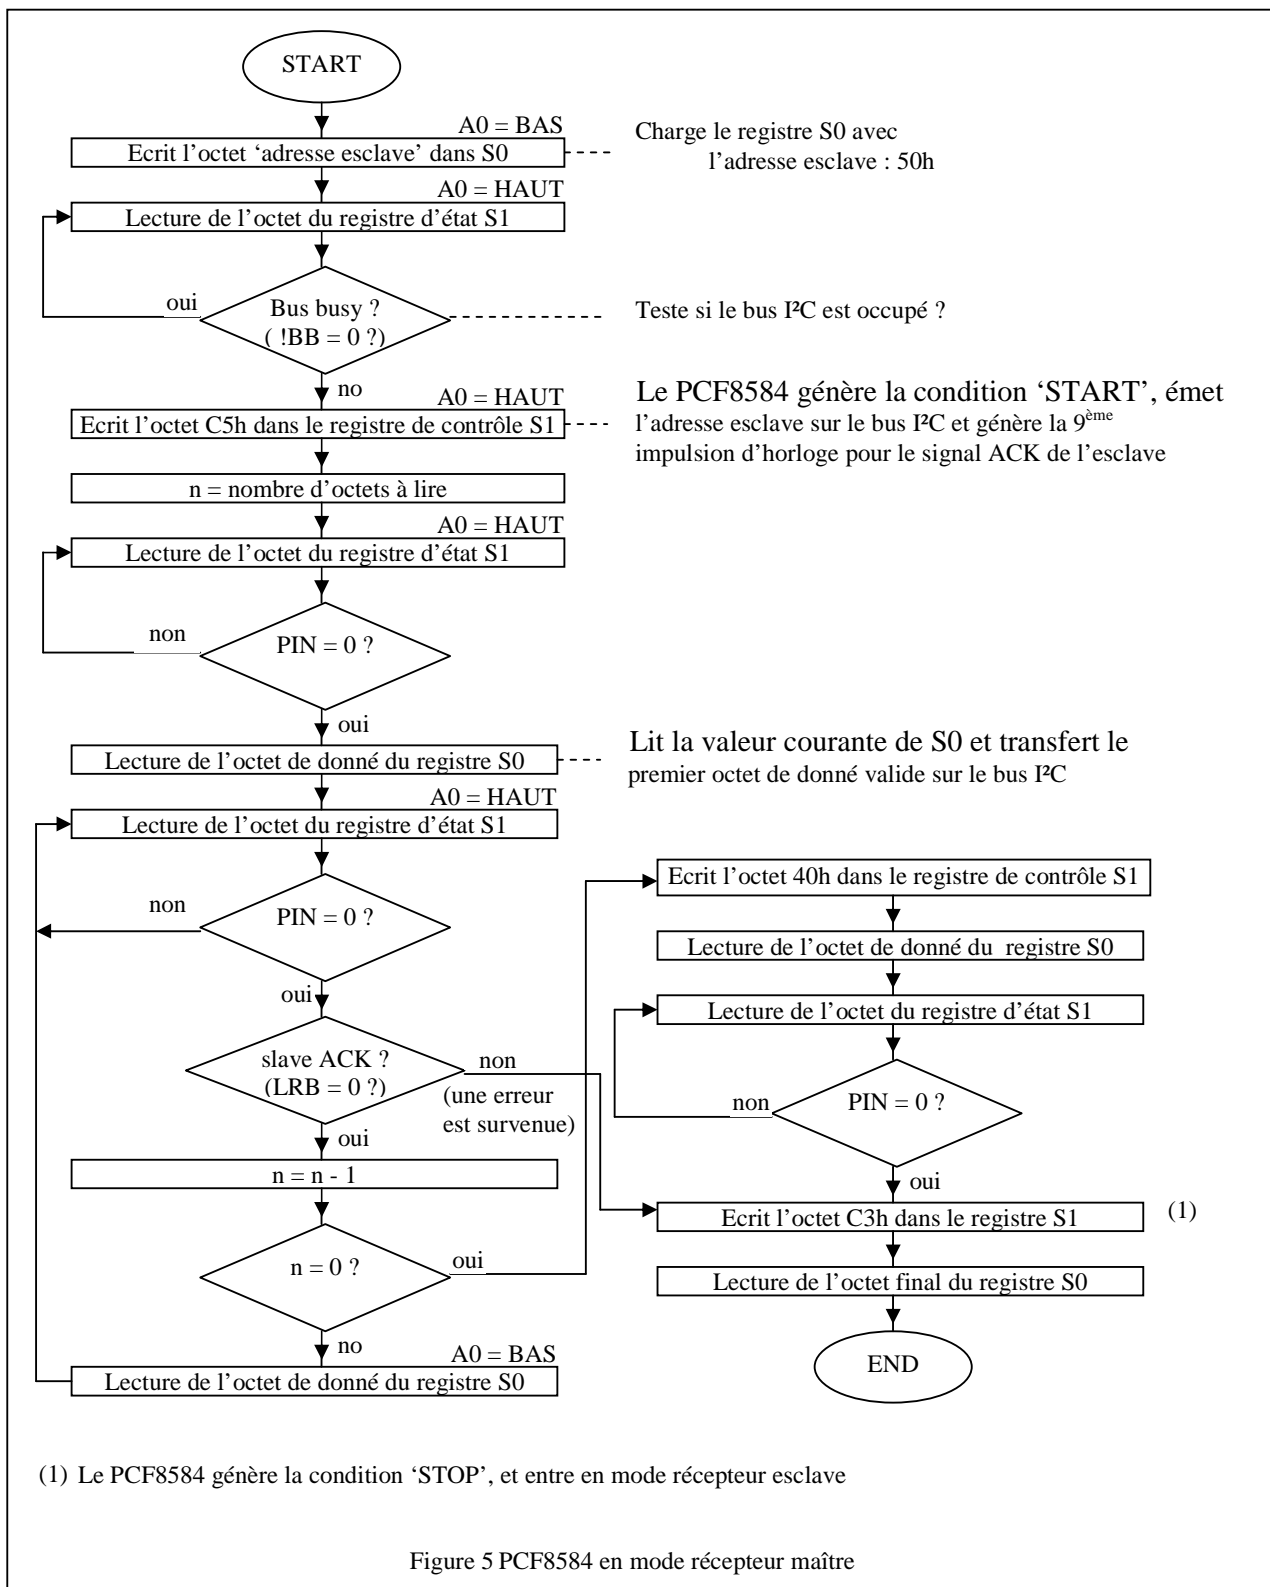 START
A0 = BAS
Ecrit l'octet ‘adresse esclave’ dans S0
Charge le registre S0 avec
l'adresse esclave : 50h
A0 = HAUT
Lecture de l'octet du registre d'état S1
oui
Bus busy ?
( !BB = 0 ?)
Teste si le bus I²C est occupé ?
no
A0 = HAUT
Ecrit l'octet C5h dans le registre de contrôle S1
Le PCF8584 génère la condition ‘START’, émet
l'adresse esclave sur le bus I²C et génère la 9ème
impulsion d'horloge pour le signal ACK de l'esclave
n = nombre d'octets à lire
A0 = HAUT
Lecture de l'octet du registre d'état S1
non
PIN = 0 ?
oui
Lecture de l'octet de donné du registre S0
Lit la valeur courante de S0 et transfert le
premier octet de donné valide sur le bus I²C
A0 = HAUT
Lecture de l'octet du registre d'état S1
non
PIN = 0 ?
oui
slave ACK ?
(LRB = 0 ?)
non
(une erreur
est survenue)
oui
n = n - 1
n = 0 ?
oui
no
A0 = BAS
Lecture de l'octet de donné du registre S0
Ecrit l'octet 40h dans le registre de contrôle S1
Lecture de l'octet de donné du registre S0
Lecture de l'octet du registre d'état S1
non
PIN = 0 ?
oui
Ecrit l'octet C3h dans le registre S1
(1)
Lecture de l'octet final du registre S0
END
(1) Le PCF8584 génère la condition ‘STOP’, et entre en mode récepteur esclave
Figure 5 PCF8584 en mode récepteur maître